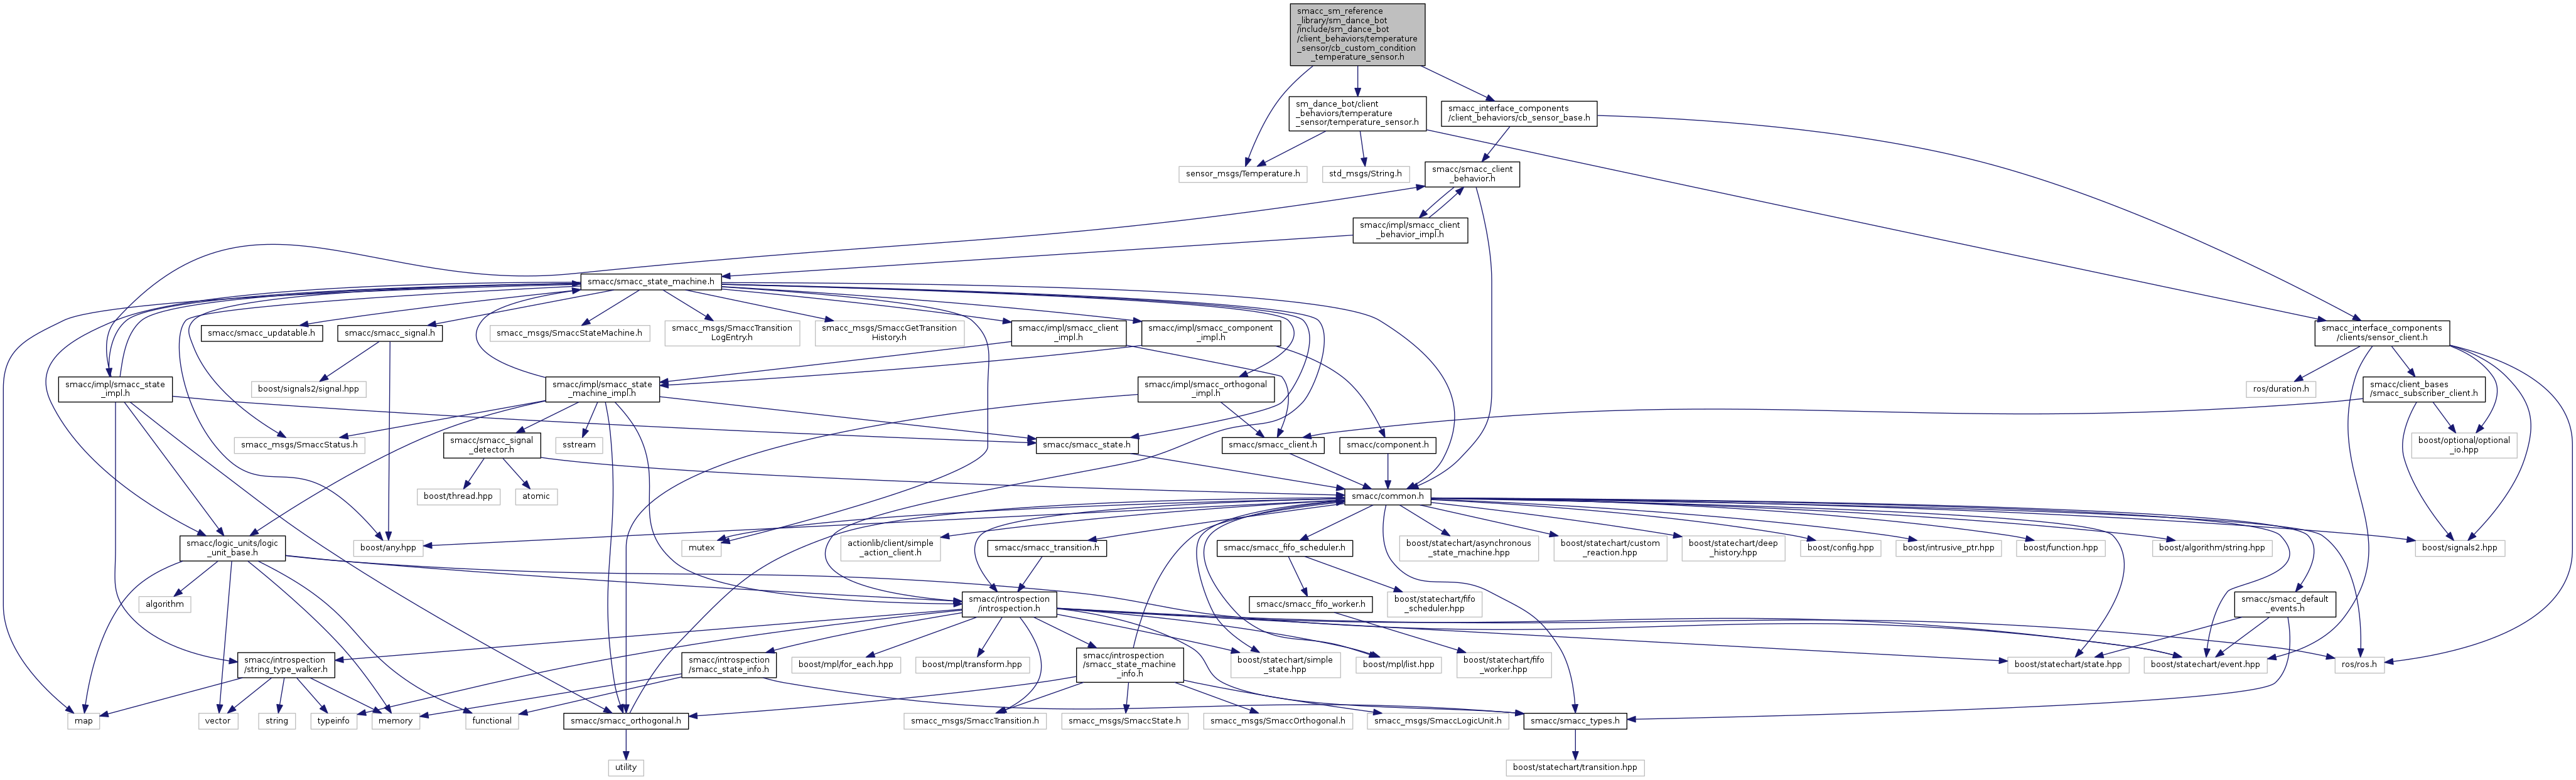 smacc_sm_reference
_library/sm_dance_bot
/include/sm_dance_bot
/client_behaviors/temperature
_sensor/cb_custom_condition
_temperature_sensor.h
sm_dance_bot/client
_behaviors/temperature
_sensor/temperature_sensor.h
smacc_interface_components
/client_behaviors/cb_sensor_base.h
sensor_msgs/Temperature.h
std_msgs/String.h
smacc/smacc_client
_behavior.h
smacc/impl/smacc_client
_behavior_impl.h
smacc/smacc_state_machine.h
smacc/smacc_updatable.h
smacc/smacc_signal.h
smacc_msgs/SmaccStateMachine.h
smacc_msgs/SmaccTransition
LogEntry.h
smacc_msgs/SmaccGetTransition
History.h
smacc/impl/smacc_client
_impl.h
smacc/impl/smacc_component
_impl.h
smacc_interface_components
/clients/sensor_client.h
smacc/impl/smacc_state
_impl.h
boost/signals2/signal.hpp
smacc/impl/smacc_state
_machine_impl.h
smacc/impl/smacc_orthogonal
_impl.h
ros/duration.h
smacc/client_bases
/smacc_subscriber_client.h
smacc_msgs/SmaccStatus.h
smacc/smacc_signal
_detector.h
sstream
smacc/smacc_state.h
smacc/smacc_client.h
smacc/component.h
boost/optional/optional
_io.hpp
boost/thread.hpp
atomic
smacc/common.h
smacc/logic_units/logic
_unit_base.h
boost/any.hpp
mutex
actionlib/client/simple
_action_client.h
smacc/smacc_transition.h
smacc/smacc_fifo_scheduler.h
boost/statechart/asynchronous
_state_machine.hpp
boost/statechart/custom
_reaction.hpp
boost/statechart/deep
_history.hpp
boost/config.hpp
boost/intrusive_ptr.hpp
boost/function.hpp
boost/algorithm/string.hpp
boost/signals2.hpp
algorithm
smacc/introspection
/introspection.h
smacc/smacc_fifo_worker.h
boost/statechart/fifo
_scheduler.hpp
smacc/smacc_default
_events.h
smacc/introspection
/string_type_walker.h
smacc/introspection
/smacc_state_info.h
boost/mpl/for_each.hpp
boost/mpl/transform.hpp
smacc/introspection
/smacc_state_machine
_info.h
boost/statechart/simple
_state.hpp
boost/mpl/list.hpp
boost/statechart/fifo
_worker.hpp
boost/statechart/state.hpp
boost/statechart/event.hpp
ros/ros.h
map
vector
string
typeinfo
memory
functional
smacc/smacc_orthogonal.h
smacc_msgs/SmaccTransition.h
smacc_msgs/SmaccState.h
smacc_msgs/SmaccOrthogonal.h
smacc_msgs/SmaccLogicUnit.h
smacc/smacc_types.h
utility
boost/statechart/transition.hpp